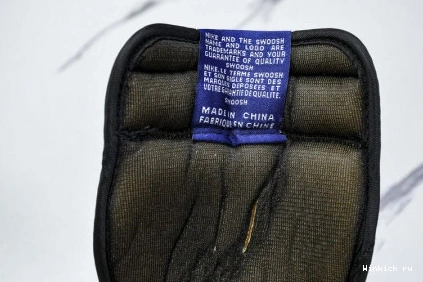 NIKE AND THE SWOOSH
NAME AND LOGO ARE
TRADEMARKS AND YOUR
GUARANTEE OF QUALITY
SWOOSH
NIKE, LE TERME SWOOSH
ET SON SIGLE SONT DES
MARQUES DEPOSEES ET
VOTRE GARANTIE DE QUALITE.
SWOOSH
MADE IN CHINA
FABRIQUE EN CHINE
Winkich.ru